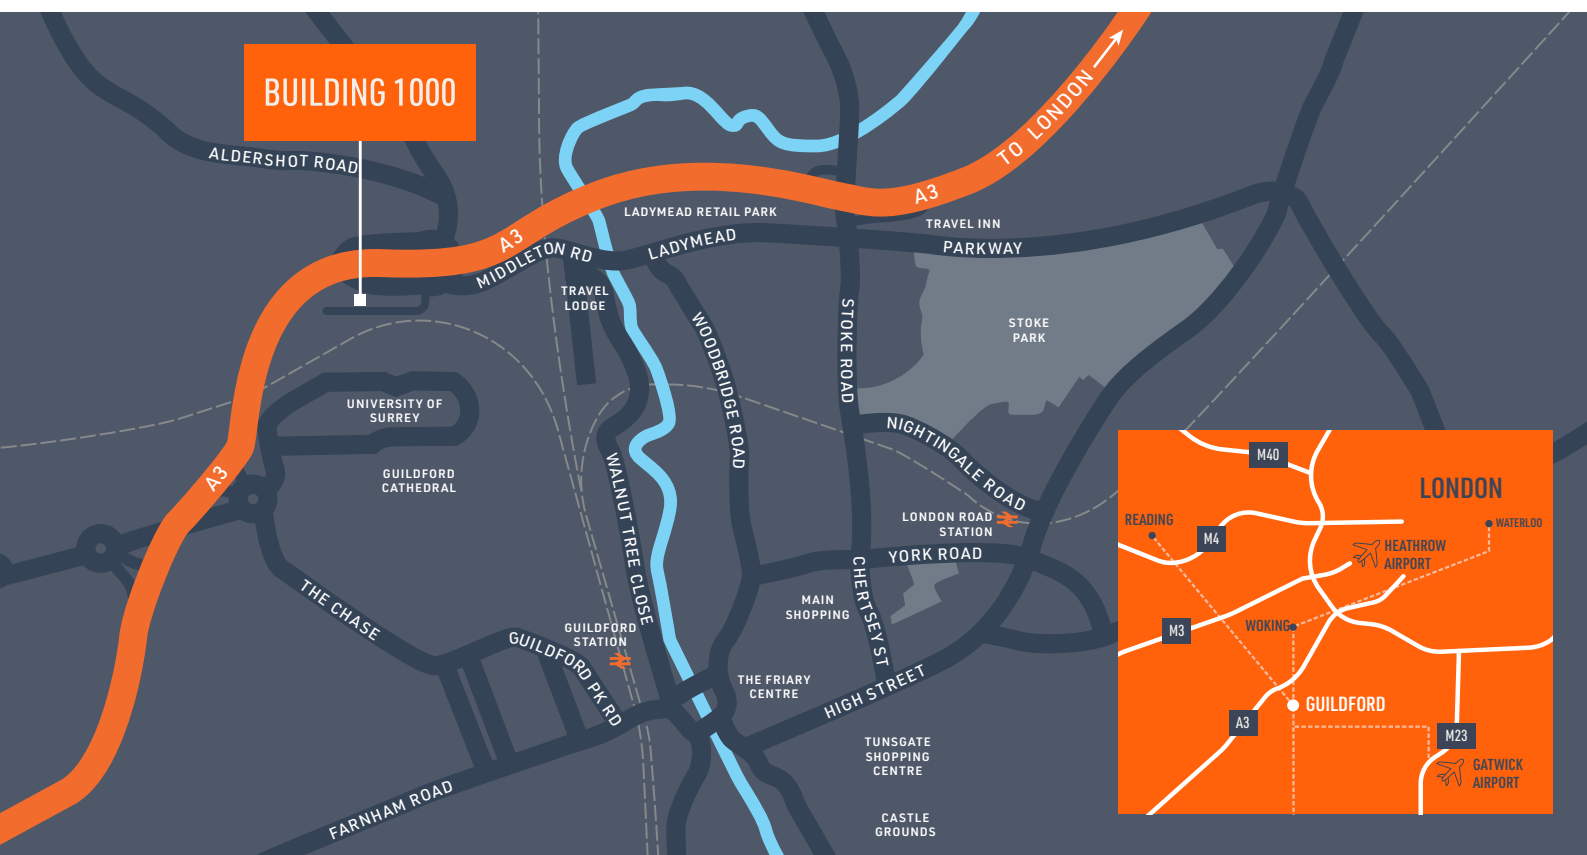 BUILDING 1000
ALDERSHOT ROAD
TO LONDON
A3
LADYMEAD RETAIL PARK
TRAVEL INN
A3
MIDDLETON RD
LADYMEAD
PARKWAY
TRAVEL
LODGE
STOKE
PARK
WOODBRIDGE ROAD
STOKE ROAD
UNIVERSITY OF
SURREY
NIGHTINGALE ROAD
A3
GUILDFORD
CATHEDRAL
WALNUT TREE CLOSE
LONDON ROAD
STATION
YORK ROAD
THE CHASE
CHERTSEY ST
MAIN
SHOPPING
GUILDFORD
STATION
GUILDFORD PK RD
THE FRIARY
CENTRE
HIGH STREET
TUNSGATE
SHOPPING
CENTRE
FARNHAM ROAD
CASTLE
GROUNDS
M40
LONDON
READING
WATERLOO
M4
HEATHROW
AIRPORT
M3
WOKING
GUILDFORD
A3
M23
GATWICK
AIRPORT